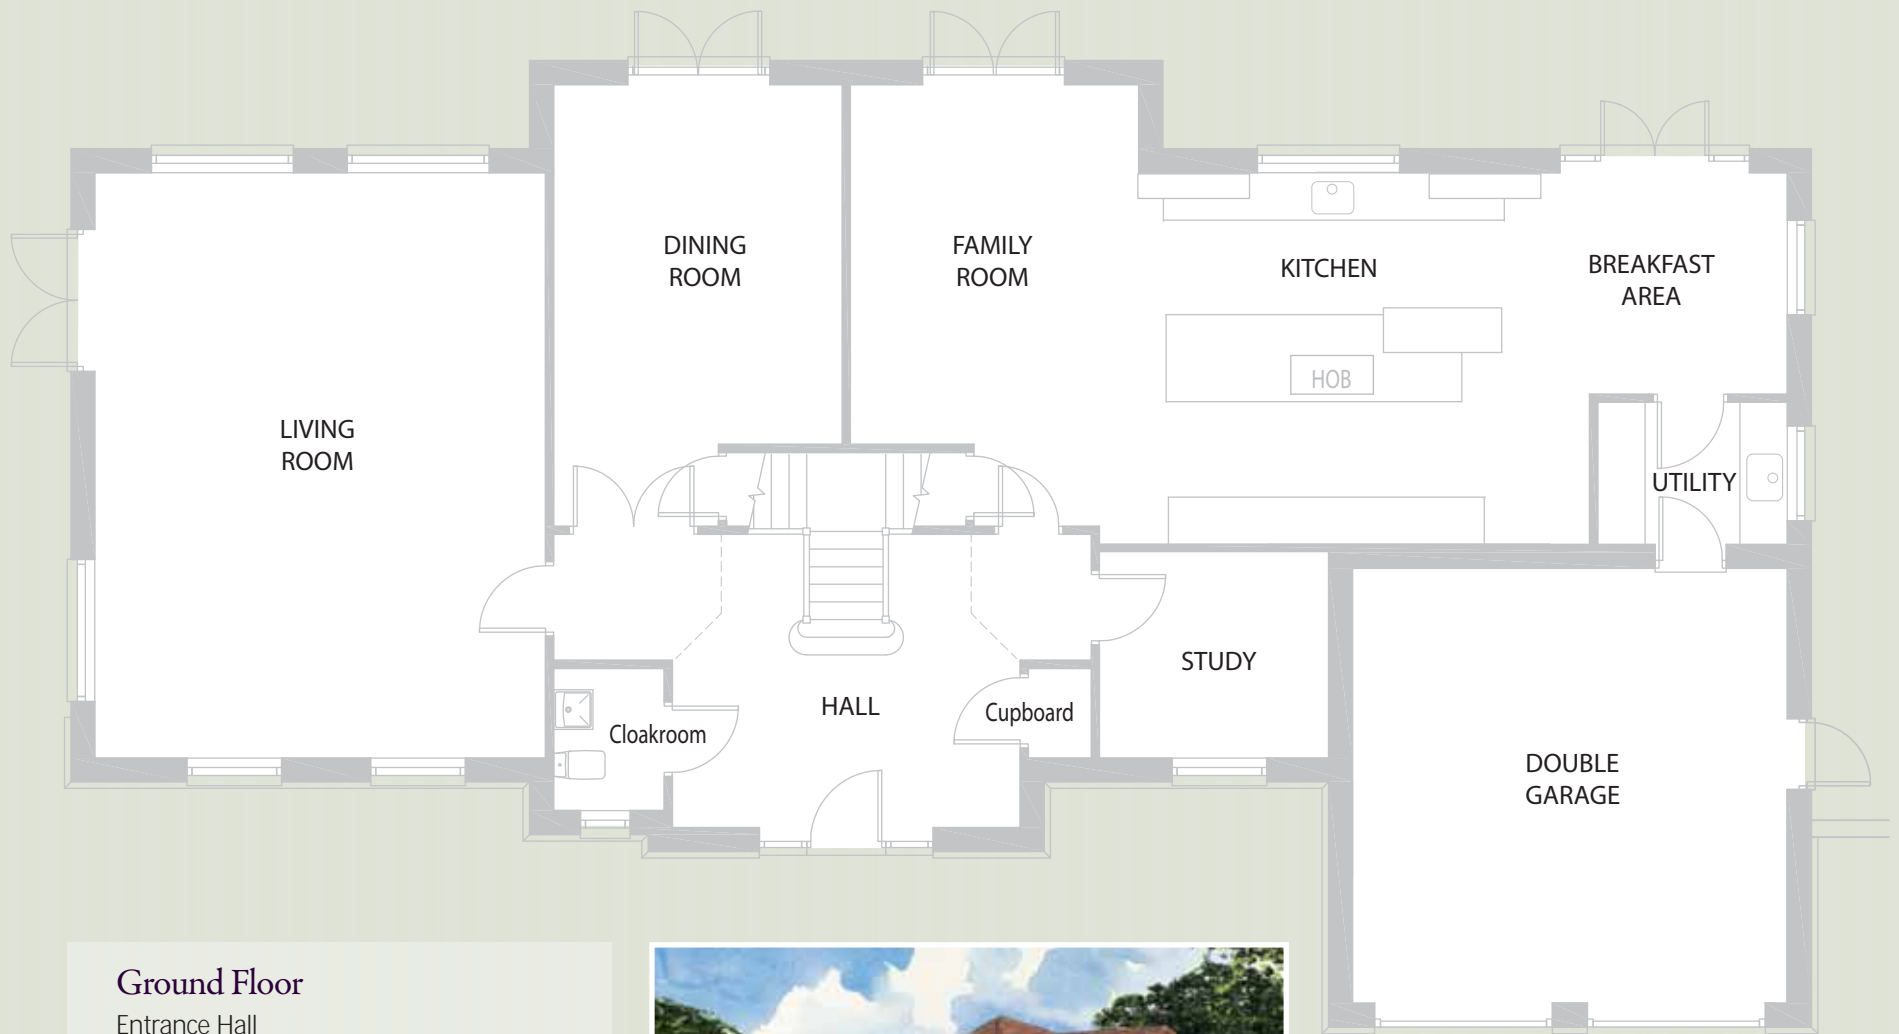 DINING
ROOM
FAMILY
ROOM
KITCHEN
BREAKFAST
AREA
HOB
LIVING
ROOM
UTILITY
STUDY
HALL
Cupboard
Cloakroom
DOUBLE
GARAGE
Ground Floor
Entrance Hall